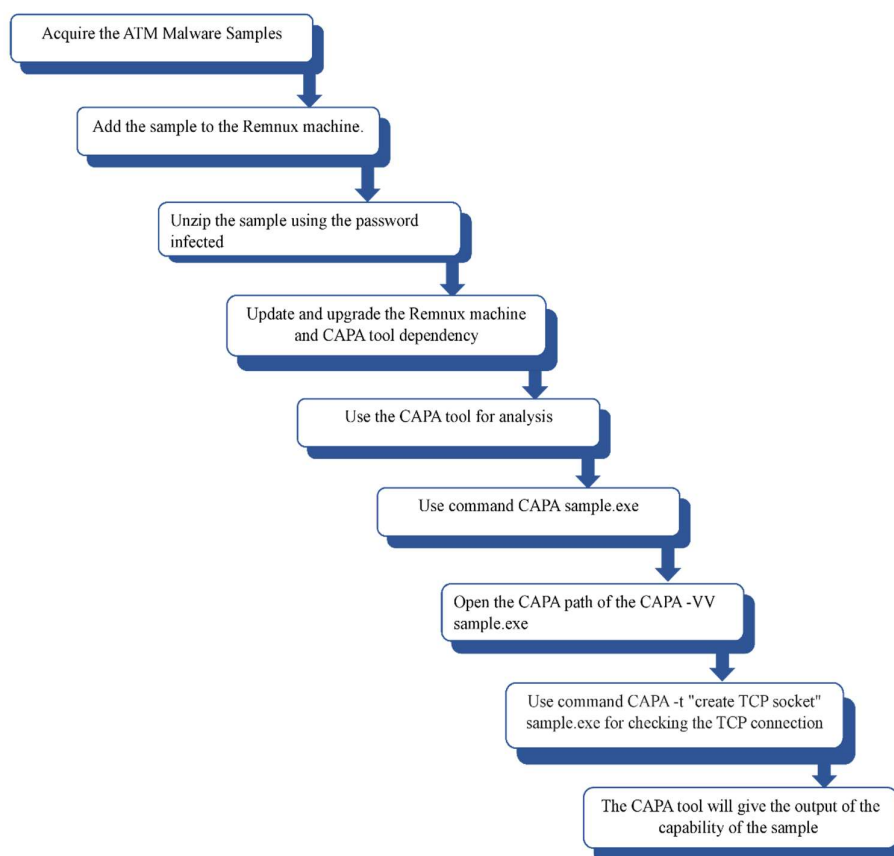 Acquire the ATM Malware Samples
Add the sample to the Remnux machine.
Unzip the sample using the password
infected
Update and upgrade the Remnux machine
and CAPA tool dependency
Use the CAPA tool for analysis
Use command CAPA sample.exe
Open the CAPA path of the CAPA -VV
sample.exe
Use command CAPA -t "create TCP socket"
sample.exe for checking the TCP connection
The CAPA tool will give the output of the
capability of the sample